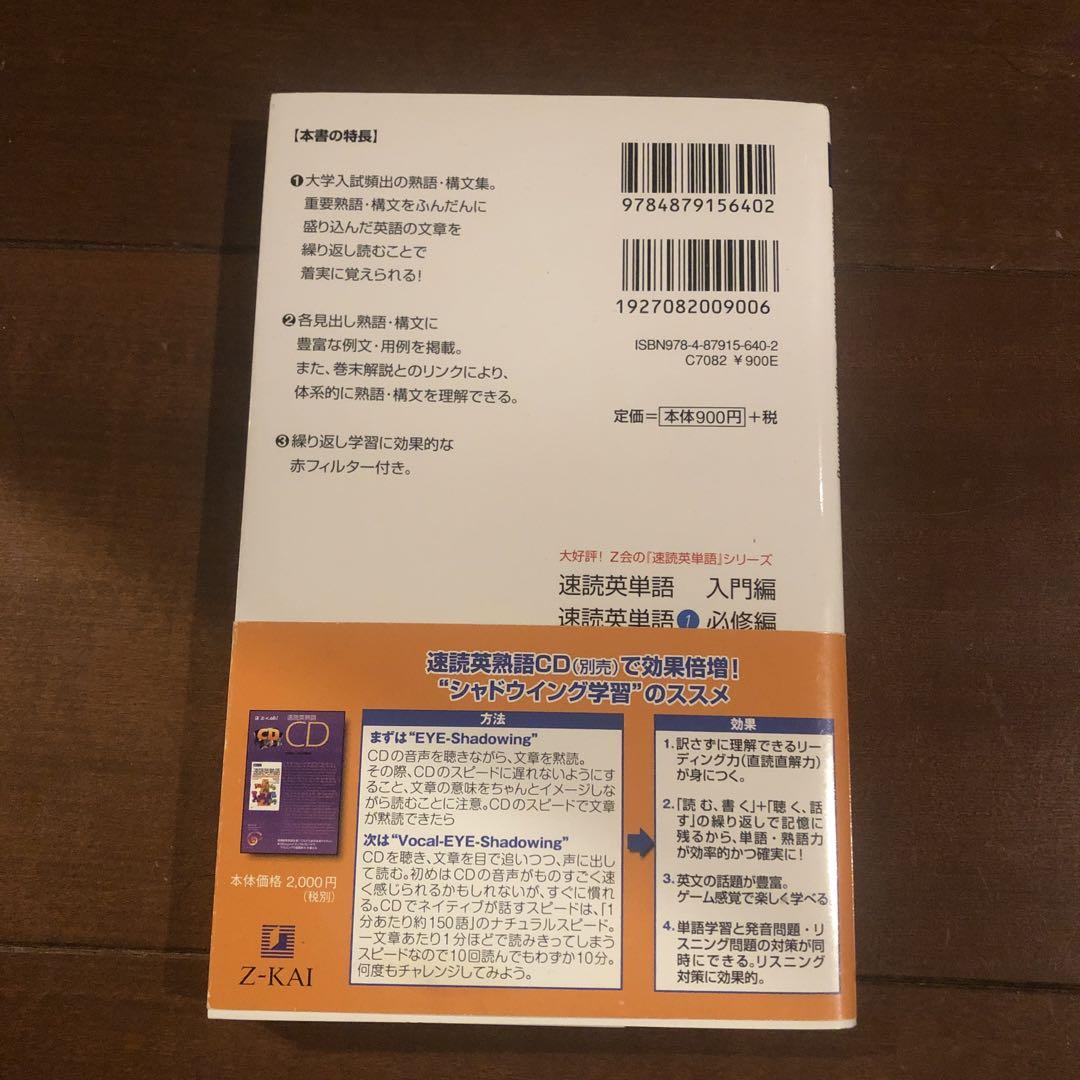 【本書の特長】
❶大学入試頻出の熟語・構文集。
重要熟語・構文をふんだんに
盛り込んだ英語の文章を
繰り返し読むことで
着実に覚えられる!
❷各見出し熟語・構文に
豊富な例文・用例を掲載。
また、巻末解説とのリンクにより、
体系的に熟語・構文を理解できる。
❸繰り返し学習に効果的な
赤フィルター付き。
9784879156402
1927082009006
ISBN978-4-87915-640-2
C7082 ¥900E
定価=本体900円+税
大好評! Z会の『速読英単語』シリーズ
速読英単語 入門編
速読英単語1必修編
速読英熟語CD(別売)で効果倍増!
“シャドウイング学習”のススメ
速読英熟語
CD
速読英熟語
本体価格 2,000円
(税別)
Z-KAI
方法
まずは“EYE-Shadowing”
CDの音声を聴きながら、文章を黙読。
その際、CDのスピードに遅れないようにす
ること、文章の意味をちゃんとイメージしな
がら読むことに注意。CDのスピードで文章
が黙読できたら
次は“Vocal-EYE-Shadowing”
CDを聴き、文章を目で追いつつ、声に出し
て読む。初めはCDの音声がものすごく速
く感じられるかもしれないが、すぐに慣れ
る。CDでネイティブが話すスピードは、「1
分あたり約150語」のナチュラルスピード。
一文章あたり1分ほどで読みきってしまう
スピードなので10回読んでもわずか10分。
何度もチャレンジしてみよう。
効果
1.訳さずに理解できるリー
ディング力(直読直解力)
が身につく。
2.「読む、書く」+「聴く、話
す」の繰り返しで記憶に
残るから、単語・熟語力
が効率的かつ確実に!
3.英文の話題が豊富。
ゲーム感覚で楽しく学べる。
4.単語学習と発音問題・リ
スニング問題の対策が同
時にできる。リスニング
対策に効果的。